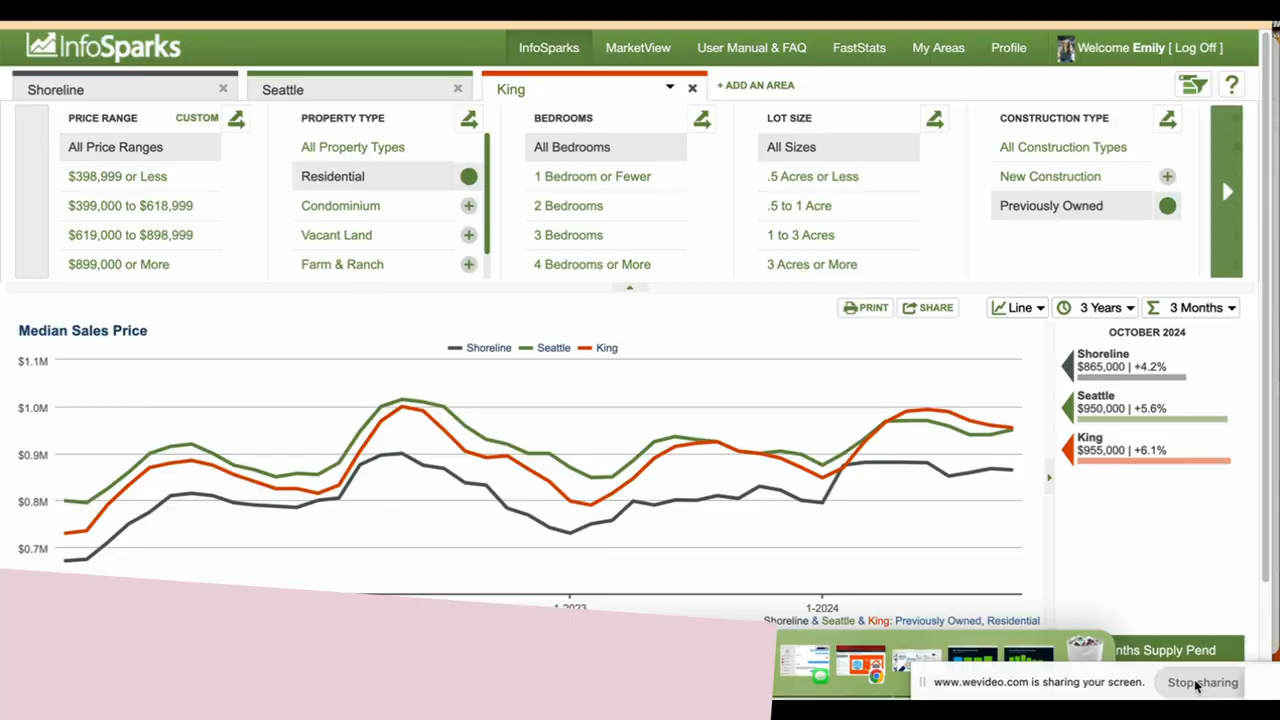 InfoSparks
InfoSparks MarketView User Manual & FAQ FastStats My Areas Profile Welcome Emily [ Log Off ]
Shoreline × Seattle × King × + ADD AN AREA ?
PRICE RANGE CUSTOM
All Price Ranges
$398,999 or Less
$399,000 to $618,999
$619,000 to $898,999
$899,000 or More
PROPERTY TYPE
All Property Types
Residential
Condominium
Vacant Land
Farm & Ranch
BEDROOMS
All Bedrooms
1 Bedroom or Fewer
2 Bedrooms
3 Bedrooms
4 Bedrooms or More
LOT SIZE
All Sizes
.5 Acres or Less
.5 to 1 Acre
1 to 3 Acres
3 Acres or More
CONSTRUCTION TYPE
All Construction Types
New Construction
Previously Owned
PRINT SHARE Line 3 Years Σ 3 Months
Median Sales Price
Shoreline Seattle King
$1.1M
$1.0M
$0.9M
$0.8M
$0.7M
1-2023 1-2024
Shoreline & Seattle & King: Previously Owned, Residential
OCTOBER 2024
Shoreline
$865,000 | +4.2%
Seattle
$950,000 | +5.6%
King
$955,000 | +6.1%
nths Supply Pend
www.wevideo.com is sharing your screen. Stop sharing